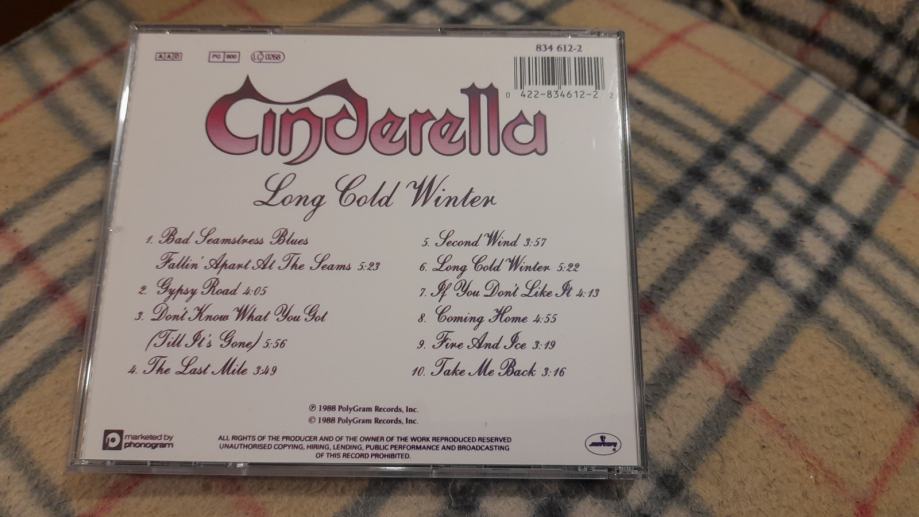 AAD
PG 900
LC 0268
834 612-2
0 422-834612-2 2
Cinderella
Long Cold Winter
1. Bad Seamstress Blues
Fallin' Apart At The Seams 5:23
2. Gypsy Road 4:05
3. Don't Know What You Got
(Till It's Gone) 5:56
4. The Last Mile 3:49
5. Second Wind 3:57
6. Long Cold Winter 5:22
7. If You Don't Like It 4:13
8. Coming Home 4:55
9. Fire And Ice 3:19
10. Take Me Back 3:16
℗ 1988 PolyGram Records, Inc.
© 1988 PolyGram Records, Inc.
marketed by
phonogram
ALL RIGHTS OF THE PRODUCER AND OF THE OWNER OF THE WORK REPRODUCED RESERVED
UNAUTHORISED COPYING, HIRING, LENDING, PUBLIC PERFORMANCE AND BROADCASTING
OF THIS RECORD PROHIBITED.
mercury